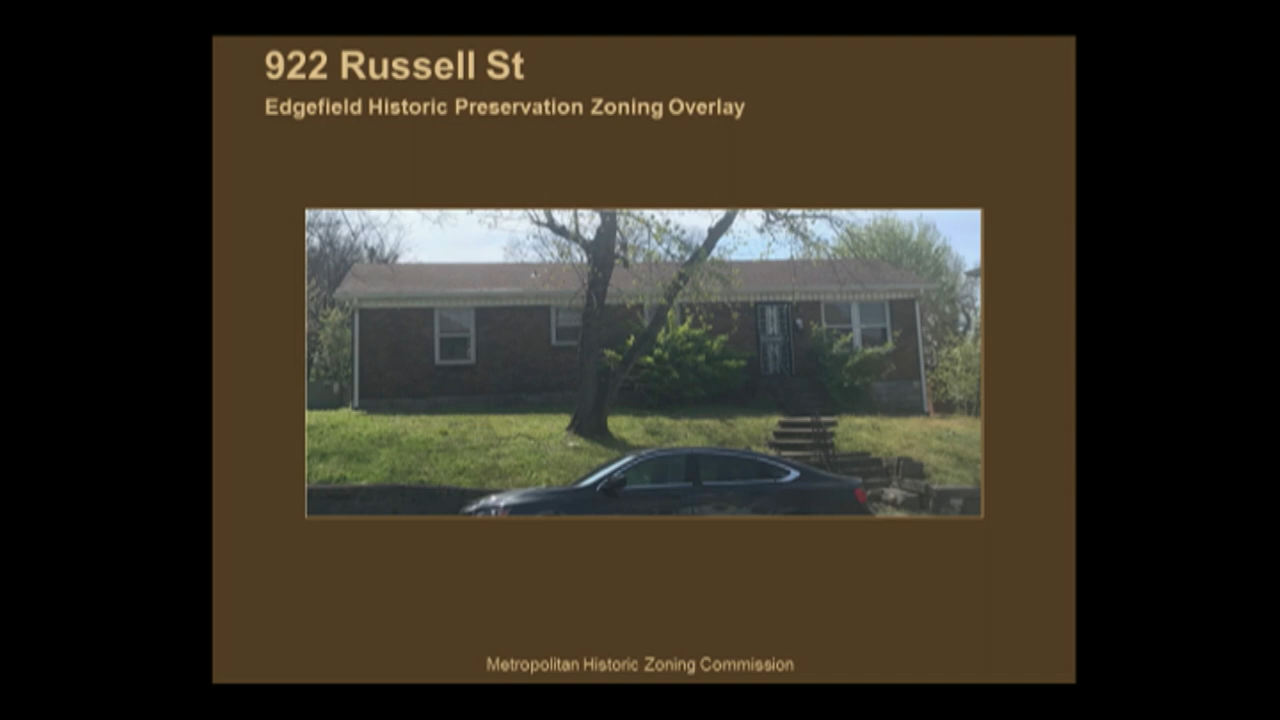 922 Russell St
Edgefield Historic Preservation Zoning Overlay
Metropolitan Historic Zoning Commission